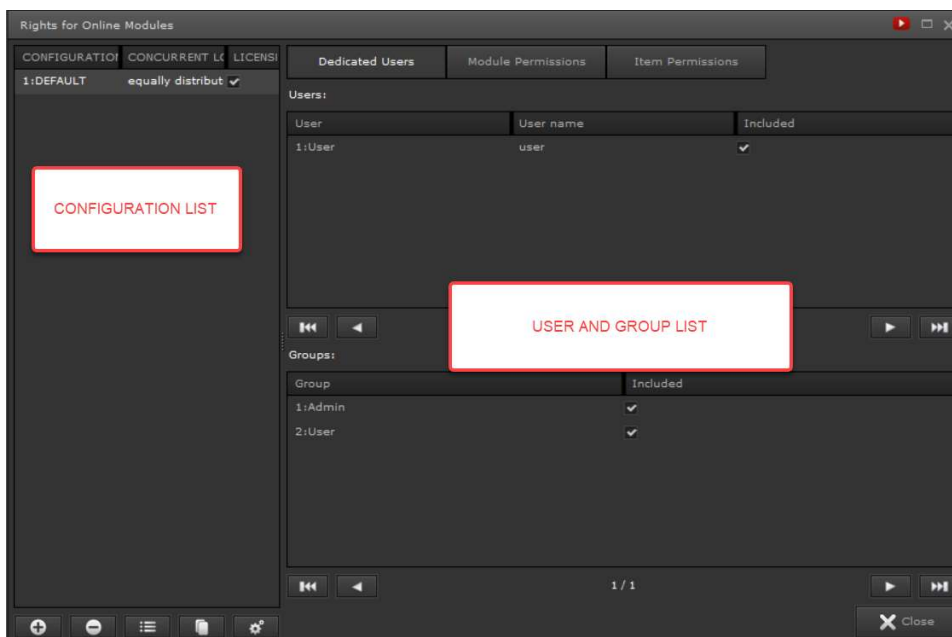 Rights for Online Modules
CONFIGURATIO CONCURRENT LO LICENSI
1:DEFAULT equally distribut
CONFIGURATION LIST
Dedicated Users Module Permissions Item Permissions
Users:
User User name Included
1:User user
USER AND GROUP LIST
Groups:
Group Included
1:Admin
2:User
1 / 1
Close